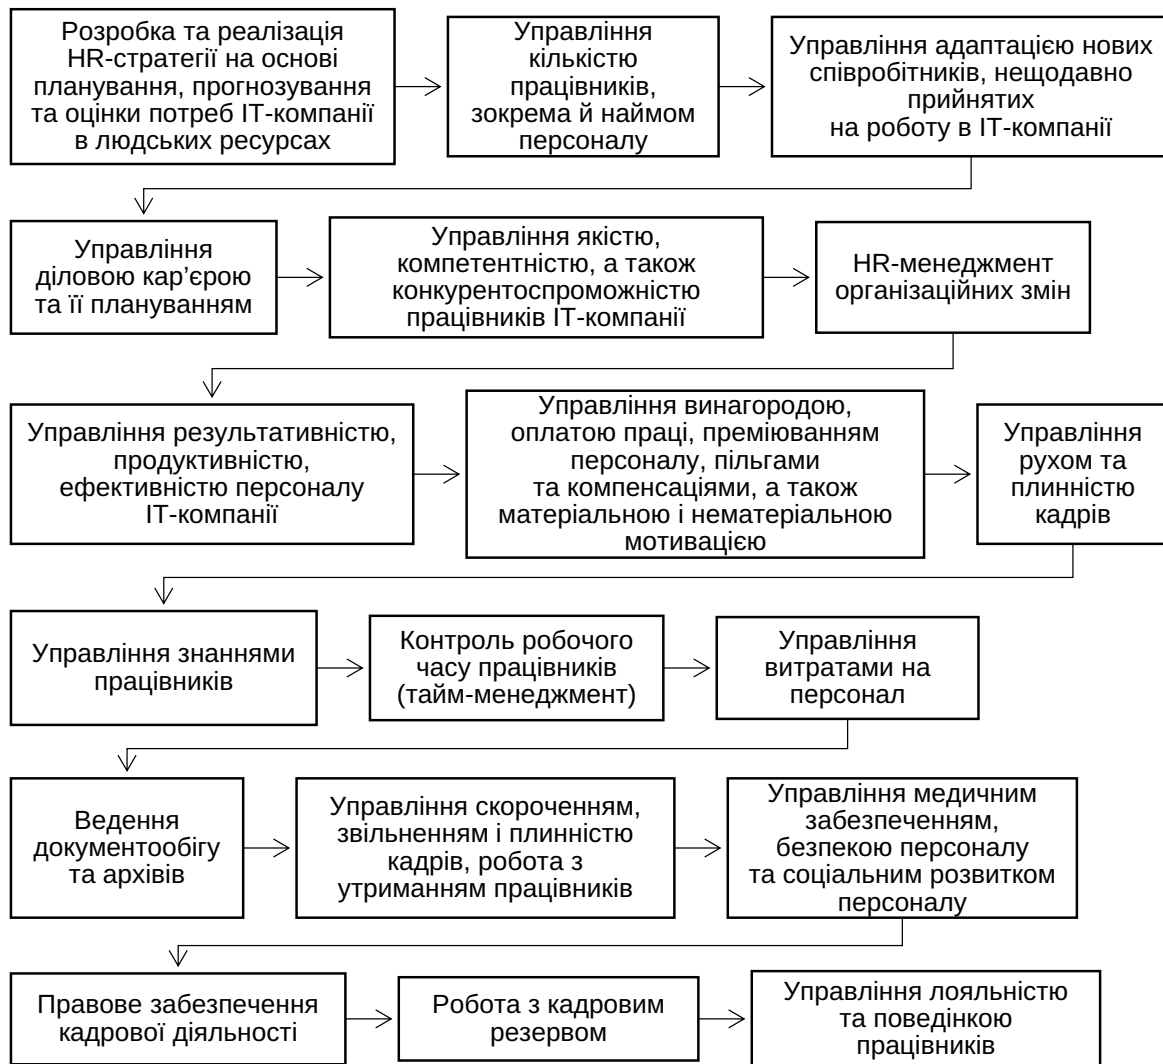 Розробка та реалізація
HR-стратегії на основі
планування, прогнозування
та оцінки потреб ІТ-компанії
в людських ресурсах
Управління
кількістю
працівників,
зокрема й наймом
персоналу
Управління адаптацією нових
співробітників, нещодавно
прийнятих
на роботу в ІТ-компанії
Управління
діловою кар’єрою
та її плануванням
Управління якістю,
компетентністю, а також
конкурентоспроможністю
працівників ІТ-компанії
HR-менеджмент
організаційних змін
Управління результативністю,
продуктивністю,
ефективністю персоналу
ІТ-компанії
Управління винагородою,
оплатою праці, преміюванням
персоналу, пільгами
та компенсаціями, а також
матеріальною і нематеріальною
мотивацією
Управління
рухом та
плинністю
кадрів
Управління знаннями
працівників
Контроль робочого
часу працівників
(тайм-менеджмент)
Управління
витратами на
персонал
Ведення
документообігу
та архівів
Управління скороченням,
звільненням і плинністю
кадрів, робота з
утриманням працівників
Управління медичним
забезпеченням,
безпекою персоналу
та соціальним розвитком
персоналу
Правове забезпечення
кадрової діяльності
Робота з кадровим
резервом
Управління лояльністю
та поведінкою
працівників